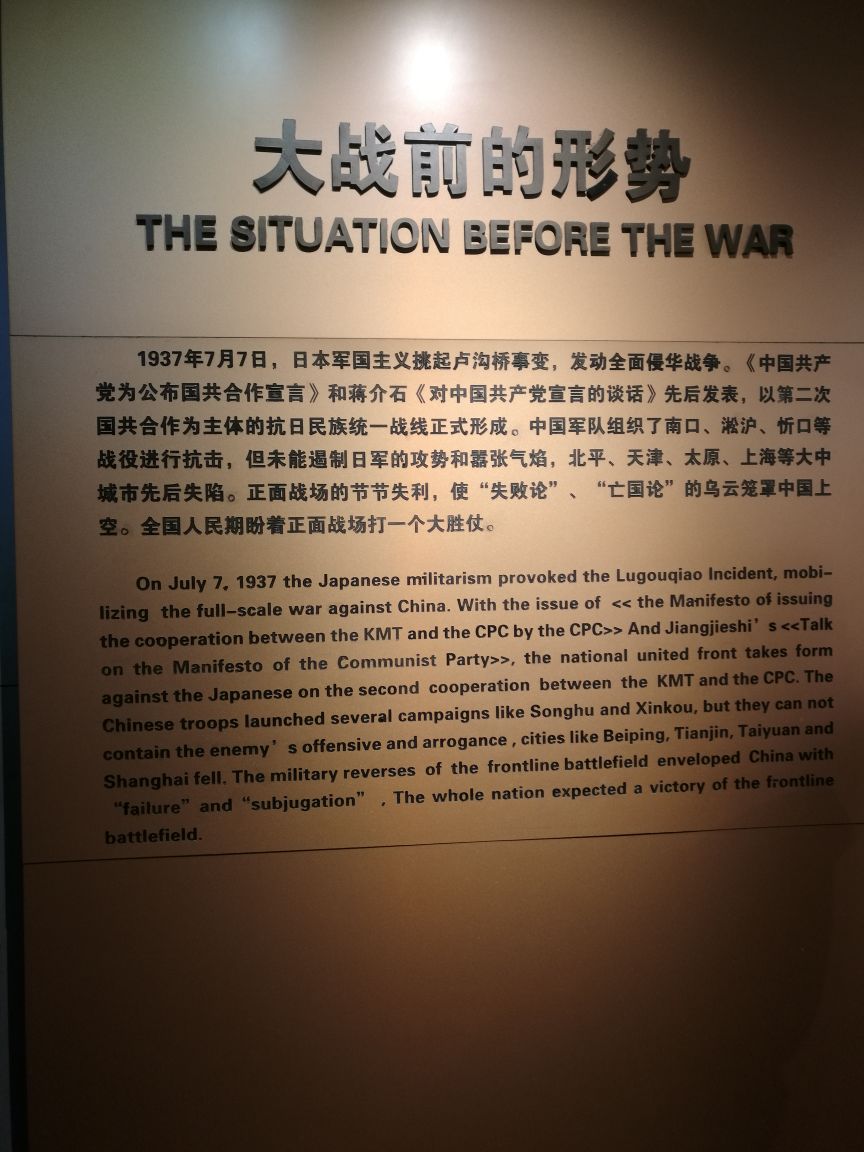 大战前的形势
THE SITUATION BEFORE THE WAR
1937年7月7日，日本军国主义挑起卢沟桥事变，发动全面侵华战争。《中国共产
党为公布国共合作宣言》和蒋介石《对中国共产党宣言的谈话》先后发表，以第二次
国共合作为主体的抗日民族统一战线正式形成。中国军队组织了南口、淞沪、忻口等
战役进行抗击，但未能遏制日军的攻势和嚣张气焰，北平、天津、太原、上海等大中
城市先后失陷。正面战场的节节失利，使“失败论”、“亡国论”的乌云笼罩中国上
空。全国人民期盼着正面战场打一个大胜仗。
On July 7, 1937 the Japanese militarism provoked the Lugouqiao Incident, mobi-
lizing the full-scale war against China. With the issue of << the Manifesto of issuing
the cooperation between the KMT and the CPC by the CPC>> And Jiangjieshi’s <<Talk
on the Manifesto of the Communist Party>>, the national united front takes form
against the Japanese on the second cooperation between the KMT and the CPC. The
Chinese troops launched several campaigns like Songhu and Xinkou, but they can not
contain the enemy’s offensive and arrogance , cities like Beiping, Tianjin, Taiyuan and
Shanghai fell. The military reverses of the frontline battlefield enveloped China with
“failure” and “subjugation” , The whole nation expected a victory of the frontline
battlefield.